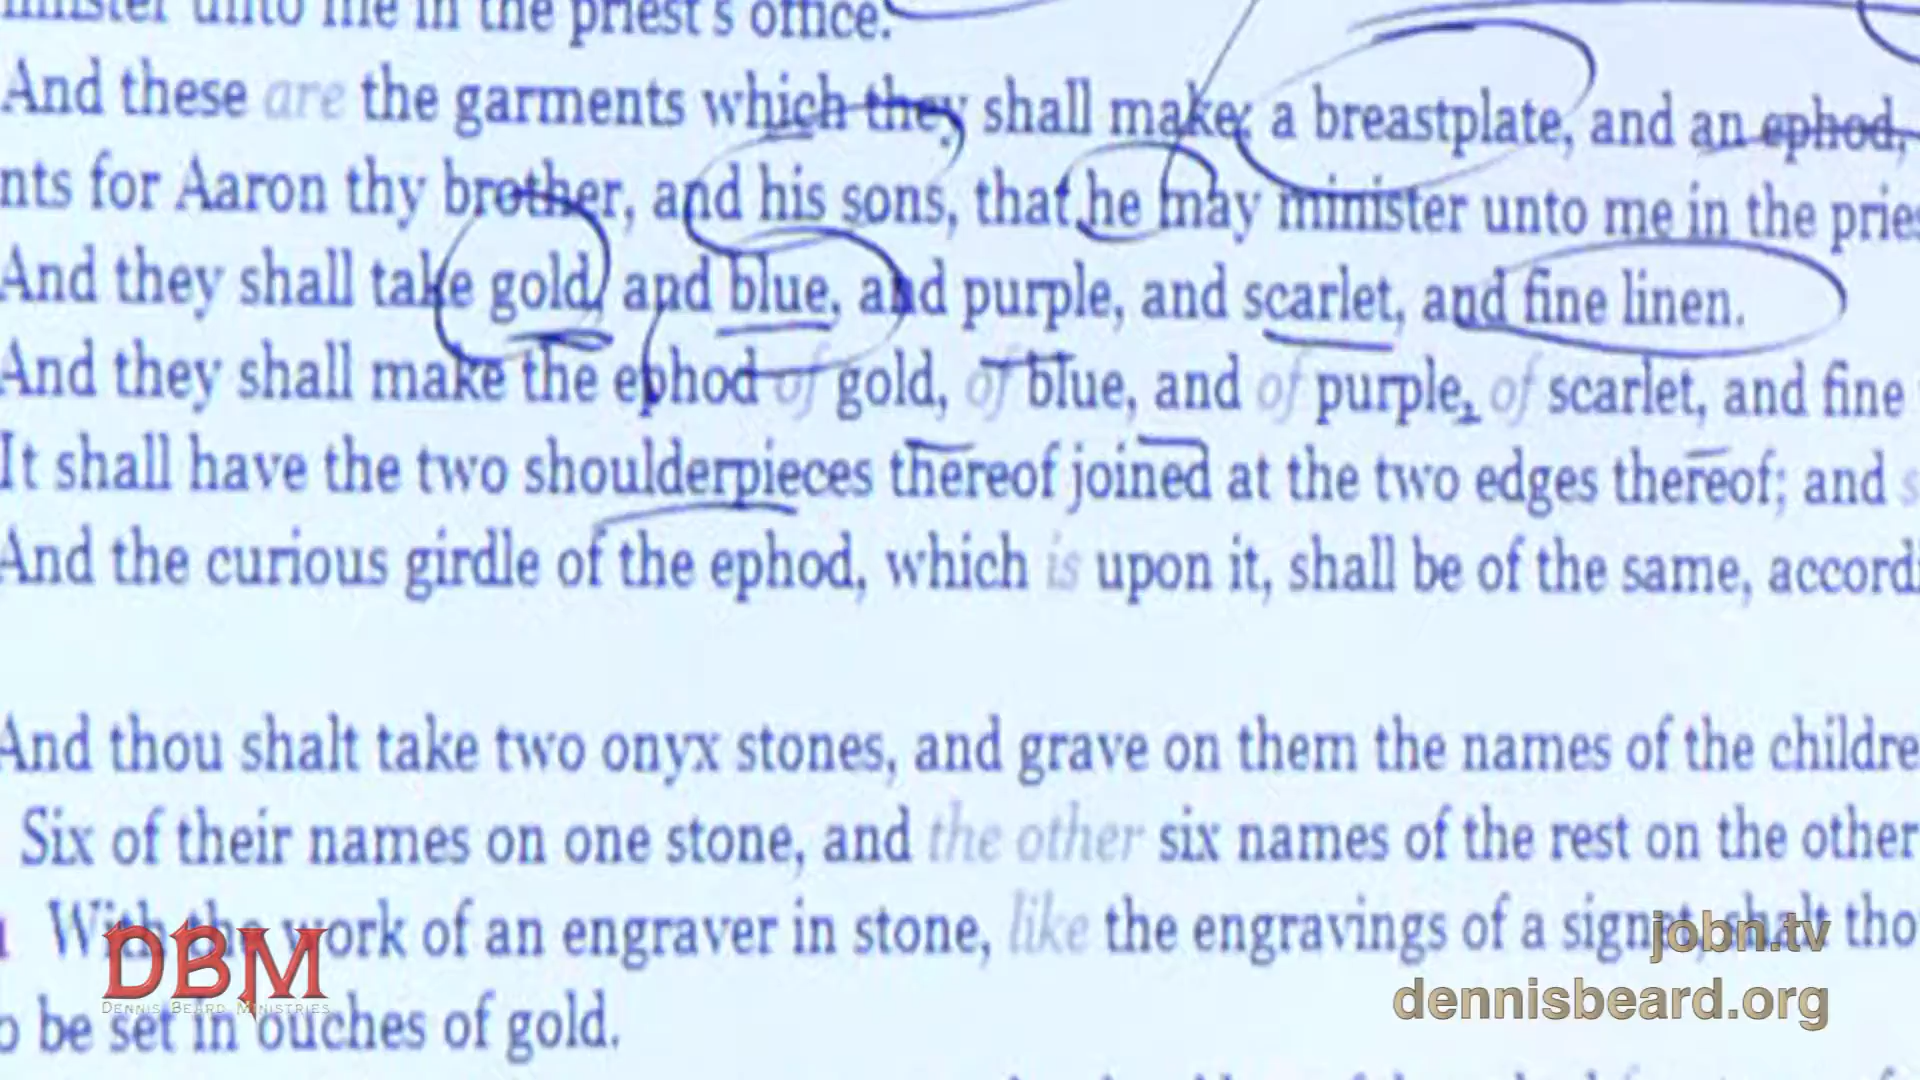 minister unto me in the priest's office.
And these are the garments which they shall make; a breastplate, and an ephod,
nts for Aaron thy brother, and his sons, that he may minister unto me in the pries
And they shall take gold, and blue, and purple, and scarlet, and fine linen.
And they shall make the ephod of gold, of blue, and of purple, of scarlet, and fine
It shall have the two shoulderpieces thereof joined at the two edges thereof; and s
And the curious girdle of the ephod, which is upon it, shall be of the same, accordi
And thou shalt take two onyx stones, and grave on them the names of the childre
Six of their names on one stone, and the other six names of the rest on the other
With the work of an engraver in stone, like the engravings of a signet, shalt tho
o be set in ouches of gold.
DBM
DENNIS BEARD MINISTRIES
jobn.tv
dennisbeard.org